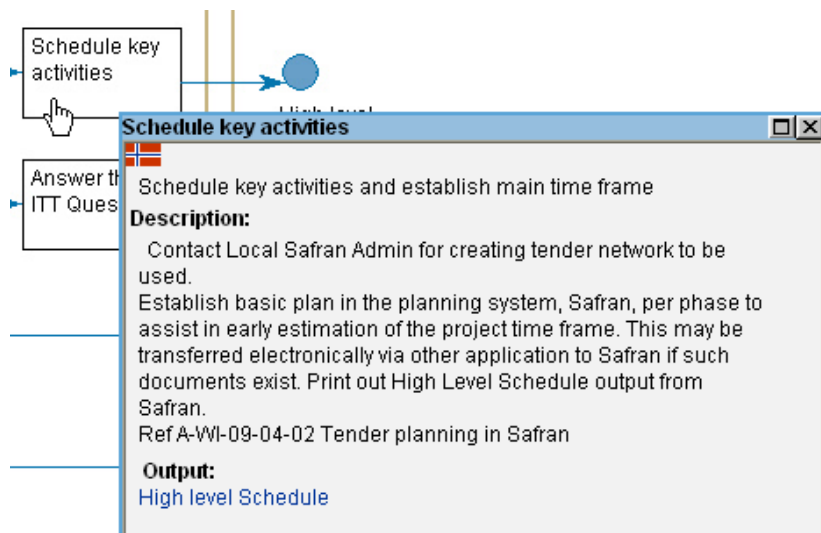 Schedule key
activities
High level
Schedule key activities
Answer th
ITT Ques
Schedule key activities and establish main time frame
Description:
Contact Local Safran Admin for creating tender network to be
used.
Establish basic plan in the planning system, Safran, per phase to
assist in early estimation of the project time frame. This may be
transferred electronically via other application to Safran if such
documents exist. Print out High Level Schedule output from
Safran.
Ref A-WI-09-04-02 Tender planning in Safran
Output:
High level Schedule